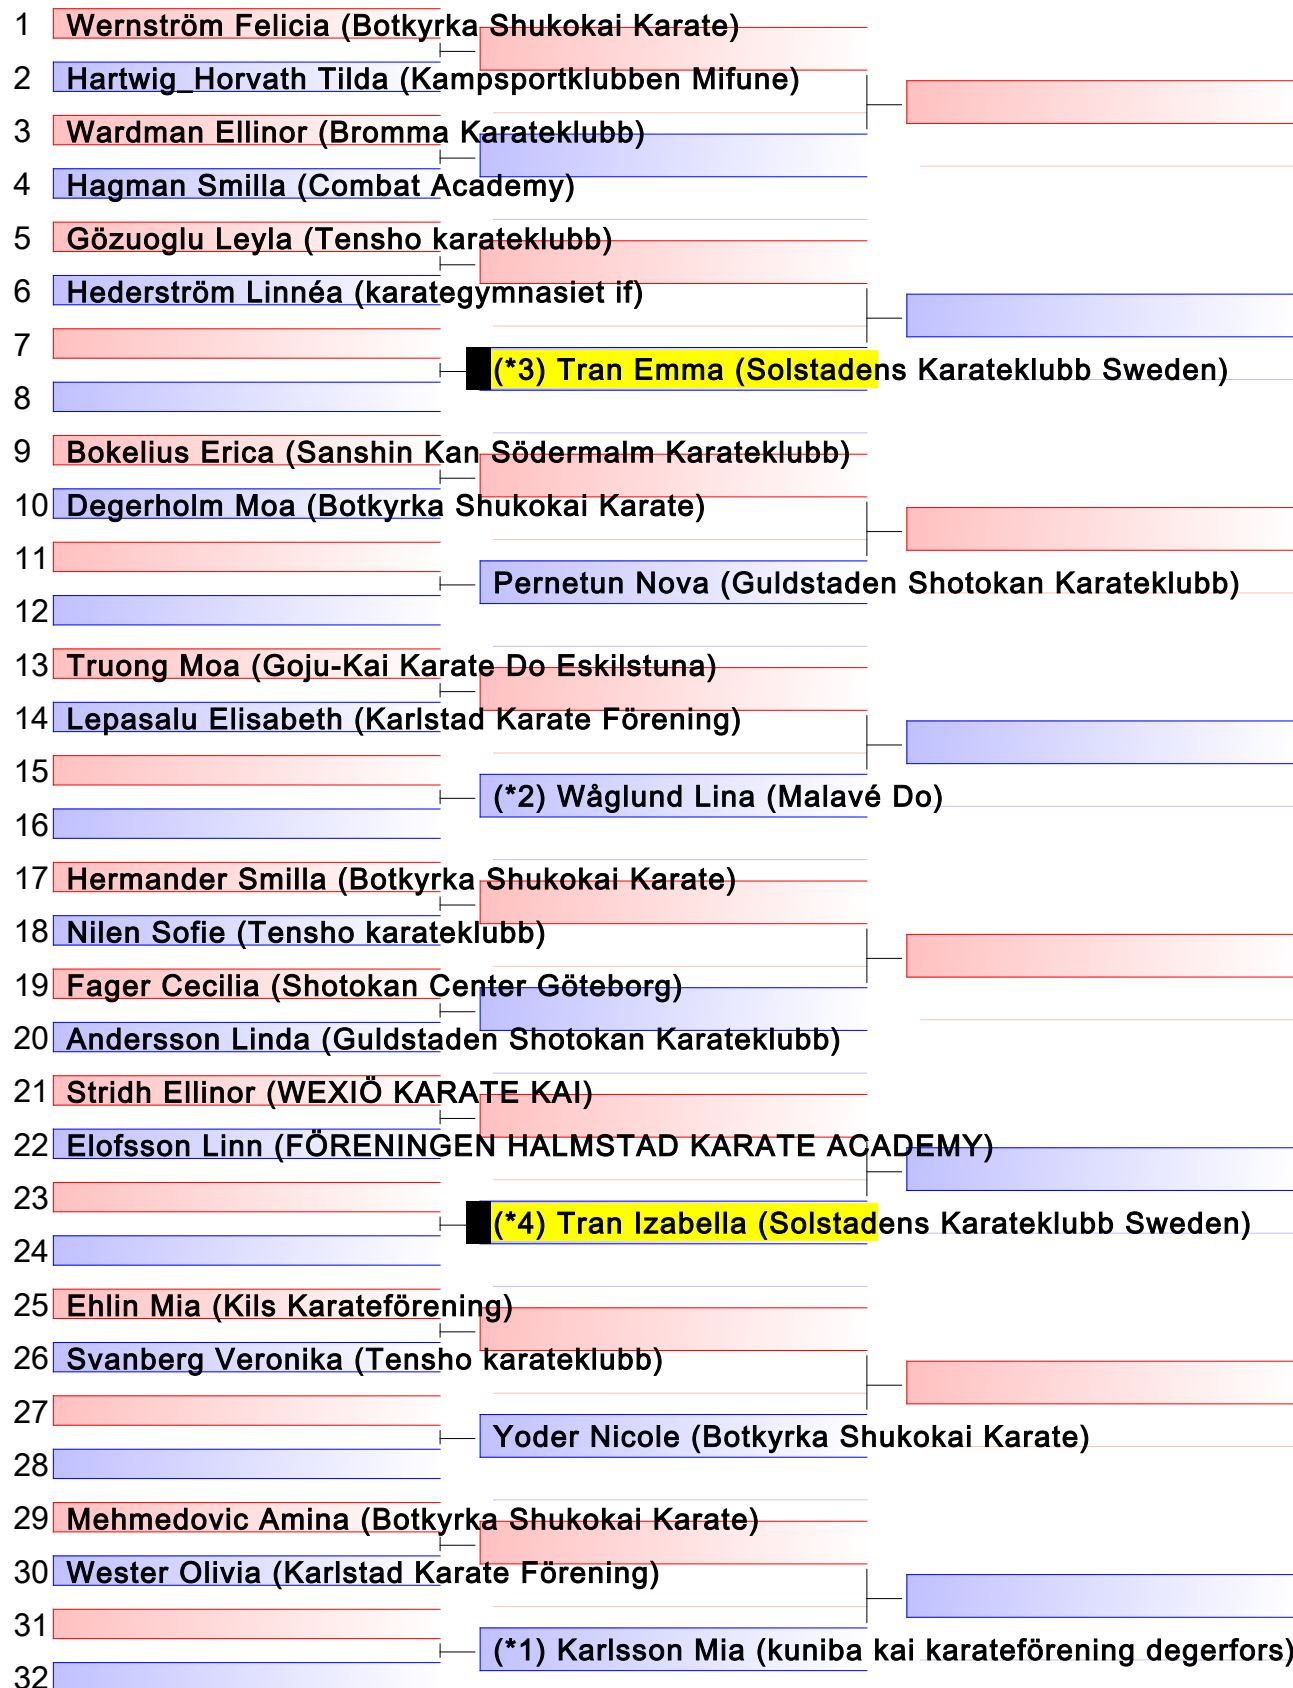 1 Wernström Felicia (Botkyrka Shukokai Karate)
2 Hartwig_Horvath Tilda (Kampsportklubben Mifune)
3 Wardman Ellinor (Bromma Karateklubb)
4 Hagman Smilla (Combat Academy)
5 Gözuoglu Leyla (Tensho karateklubb)
6 Hederström Linnéa (karategymnasiet if)
7
(*3) Tran Emma (Solstadens Karateklubb Sweden)
8
9 Bokelius Erica (Sanshin Kan Södermalm Karateklubb)
10 Degerholm Moa (Botkyrka Shukokai Karate)
11
Pernetun Nova (Guldstaden Shotokan Karateklubb)
12
13 Truong Moa (Goju-Kai Karate Do Eskilstuna)
14 Lepasalu Elisabeth (Karlstad Karate Förening)
15
(*2) Wåglund Lina (Malavé Do)
16
17 Hermander Smilla (Botkyrka Shukokai Karate)
18 Nilen Sofie (Tensho karateklubb)
19 Fager Cecilia (Shotokan Center Göteborg)
20 Andersson Linda (Guldstaden Shotokan Karateklubb)
21 Stridh Ellinor (WEXIÖ KARATE KAI)
22 Elofsson Linn (FÖRENINGEN HALMSTAD KARATE ACADEMY)
23
(*4) Tran Izabella (Solstadens Karateklubb Sweden)
24
25 Ehlin Mia (Kils Karateförening)
26 Svanberg Veronika (Tensho karateklubb)
27
Yoder Nicole (Botkyrka Shukokai Karate)
28
29 Mehmedovic Amina (Botkyrka Shukokai Karate)
30 Wester Olivia (Karlstad Karate Förening)
31
(*1) Karlsson Mia (kuniba kai karateförening degerfors)
32